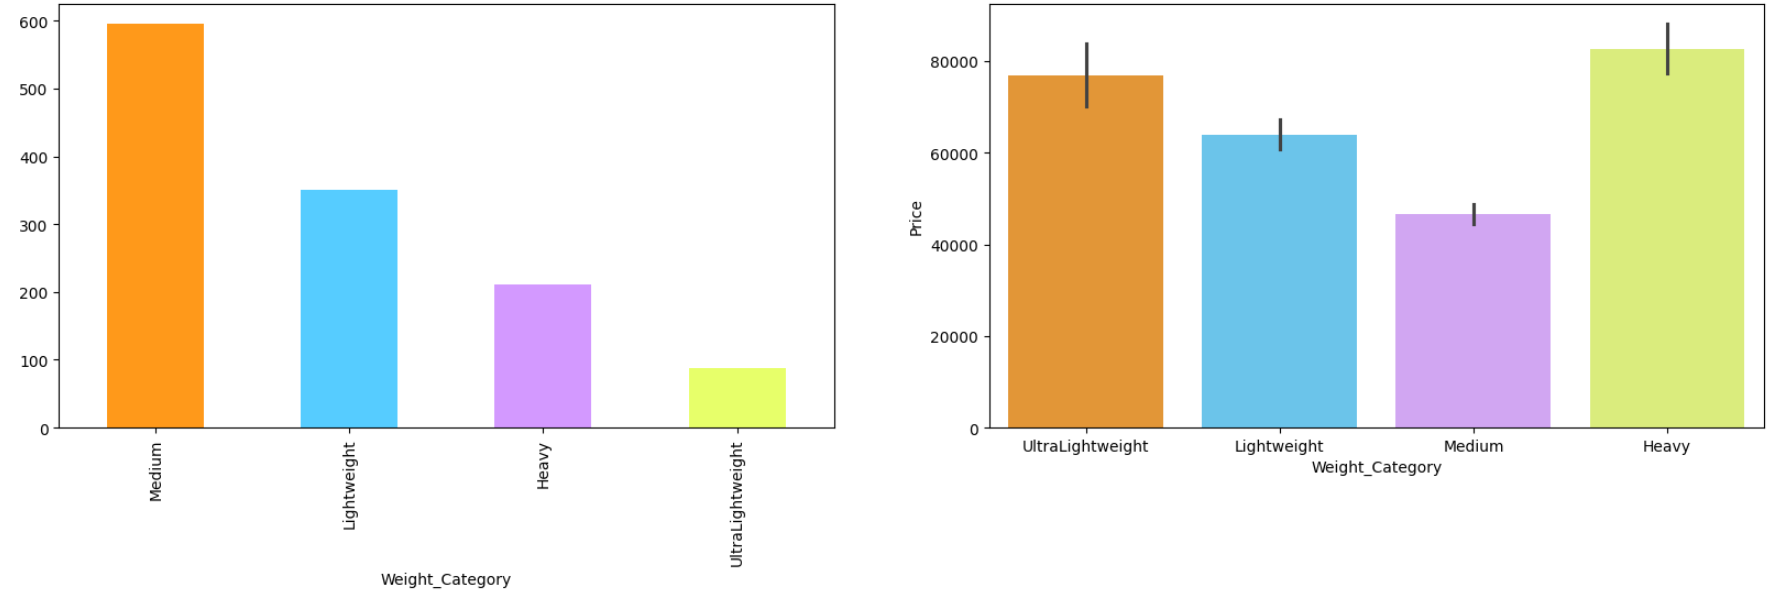 600
500
400
300
200
100
0
Medium
Lightweight
Heavy
UltraLightweight
Weight_Category
Price
80000
60000
40000
20000
0
UltraLightweight
Lightweight
Medium
Heavy
Weight_Category